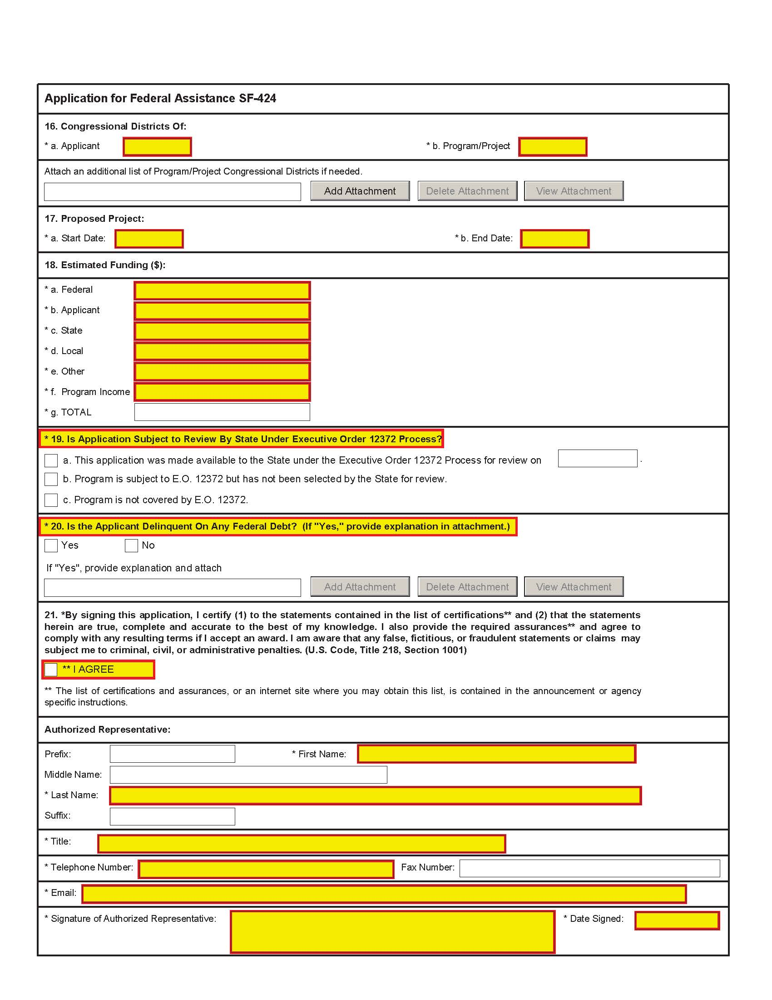 Application for Federal Assistance SF-424
16. Congressional Districts Of:
* a. Applicant * b. Program/Project
Attach an additional list of Program/Project Congressional Districts if needed.
Add Attachment Delete Attachment View Attachment
17. Proposed Project:
* a. Start Date: * b. End Date:
18. Estimated Funding ($):
* a. Federal
* b. Applicant
* c. State
* d. Local
* e. Other
* f. Program Income
* g. TOTAL
* 19. Is Application Subject to Review By State Under Executive Order 12372 Process?
a. This application was made available to the State under the Executive Order 12372 Process for review on .
b. Program is subject to E.O. 12372 but has not been selected by the State for review.
c. Program is not covered by E.O. 12372.
* 20. Is the Applicant Delinquent On Any Federal Debt? (If "Yes," provide explanation in attachment.)
Yes No
If "Yes", provide explanation and attach
Add Attachment Delete Attachment View Attachment
21. *By signing this application, I certify (1) to the statements contained in the list of certifications** and (2) that the statements
herein are true, complete and accurate to the best of my knowledge. I also provide the required assurances** and agree to
comply with any resulting terms if I accept an award. I am aware that any false, fictitious, or fraudulent statements or claims may
subject me to criminal, civil, or administrative penalties. (U.S. Code, Title 218, Section 1001)
** I AGREE
** The list of certifications and assurances, or an internet site where you may obtain this list, is contained in the announcement or agency
specific instructions.
Authorized Representative:
Prefix: * First Name:
Middle Name:
* Last Name:
Suffix:
* Title:
* Telephone Number: Fax Number:
* Email:
* Signature of Authorized Representative: * Date Signed: